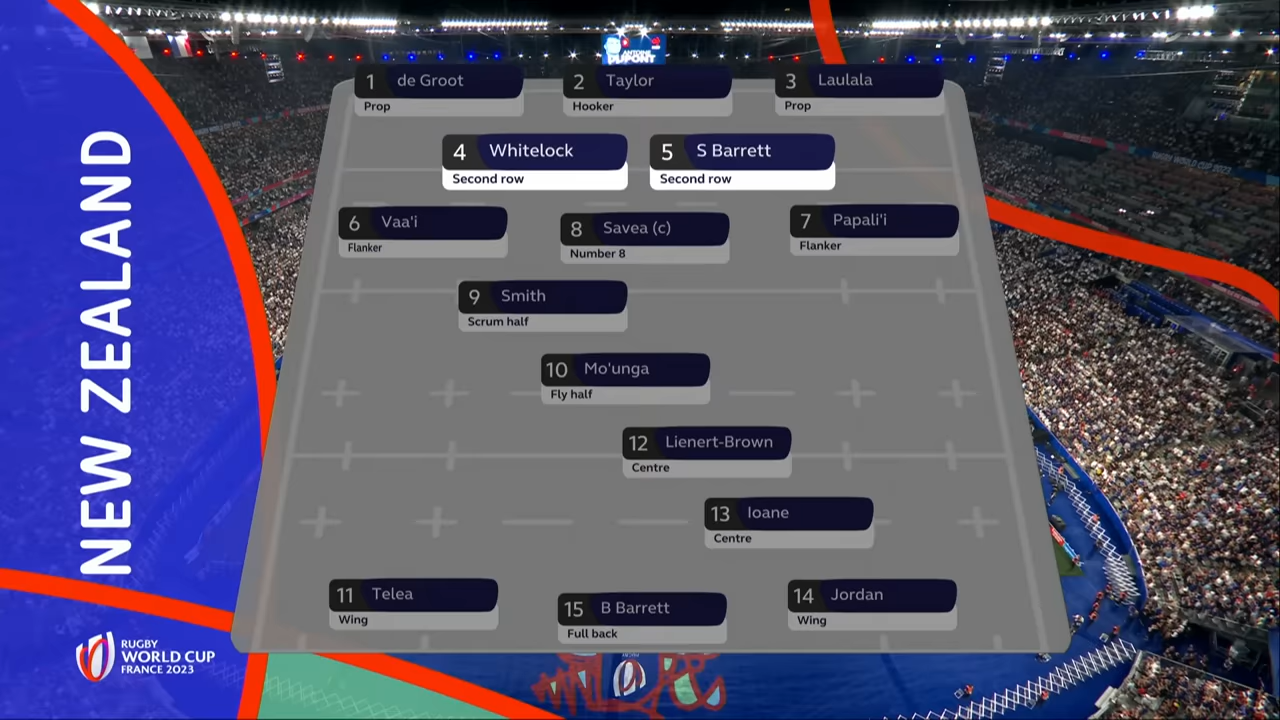 ANTOINE
DUPONT
1 de Groot
Prop
2 Taylor
Hooker
3 Laulala
Prop
4 Whitelock
Second row
5 S Barrett
Second row
6 Vaa'i
Flanker
8 Savea (c)
Number 8
7 Papali'i
Flanker
9 Smith
Scrum half
10 Mo'unga
Fly half
12 Lienert-Brown
Centre
13 Ioane
Centre
11 Telea
Wing
15 B Barrett
Full back
14 Jordan
Wing
NEW ZEALAND
RUGBY
WORLD CUP
FRANCE 2023